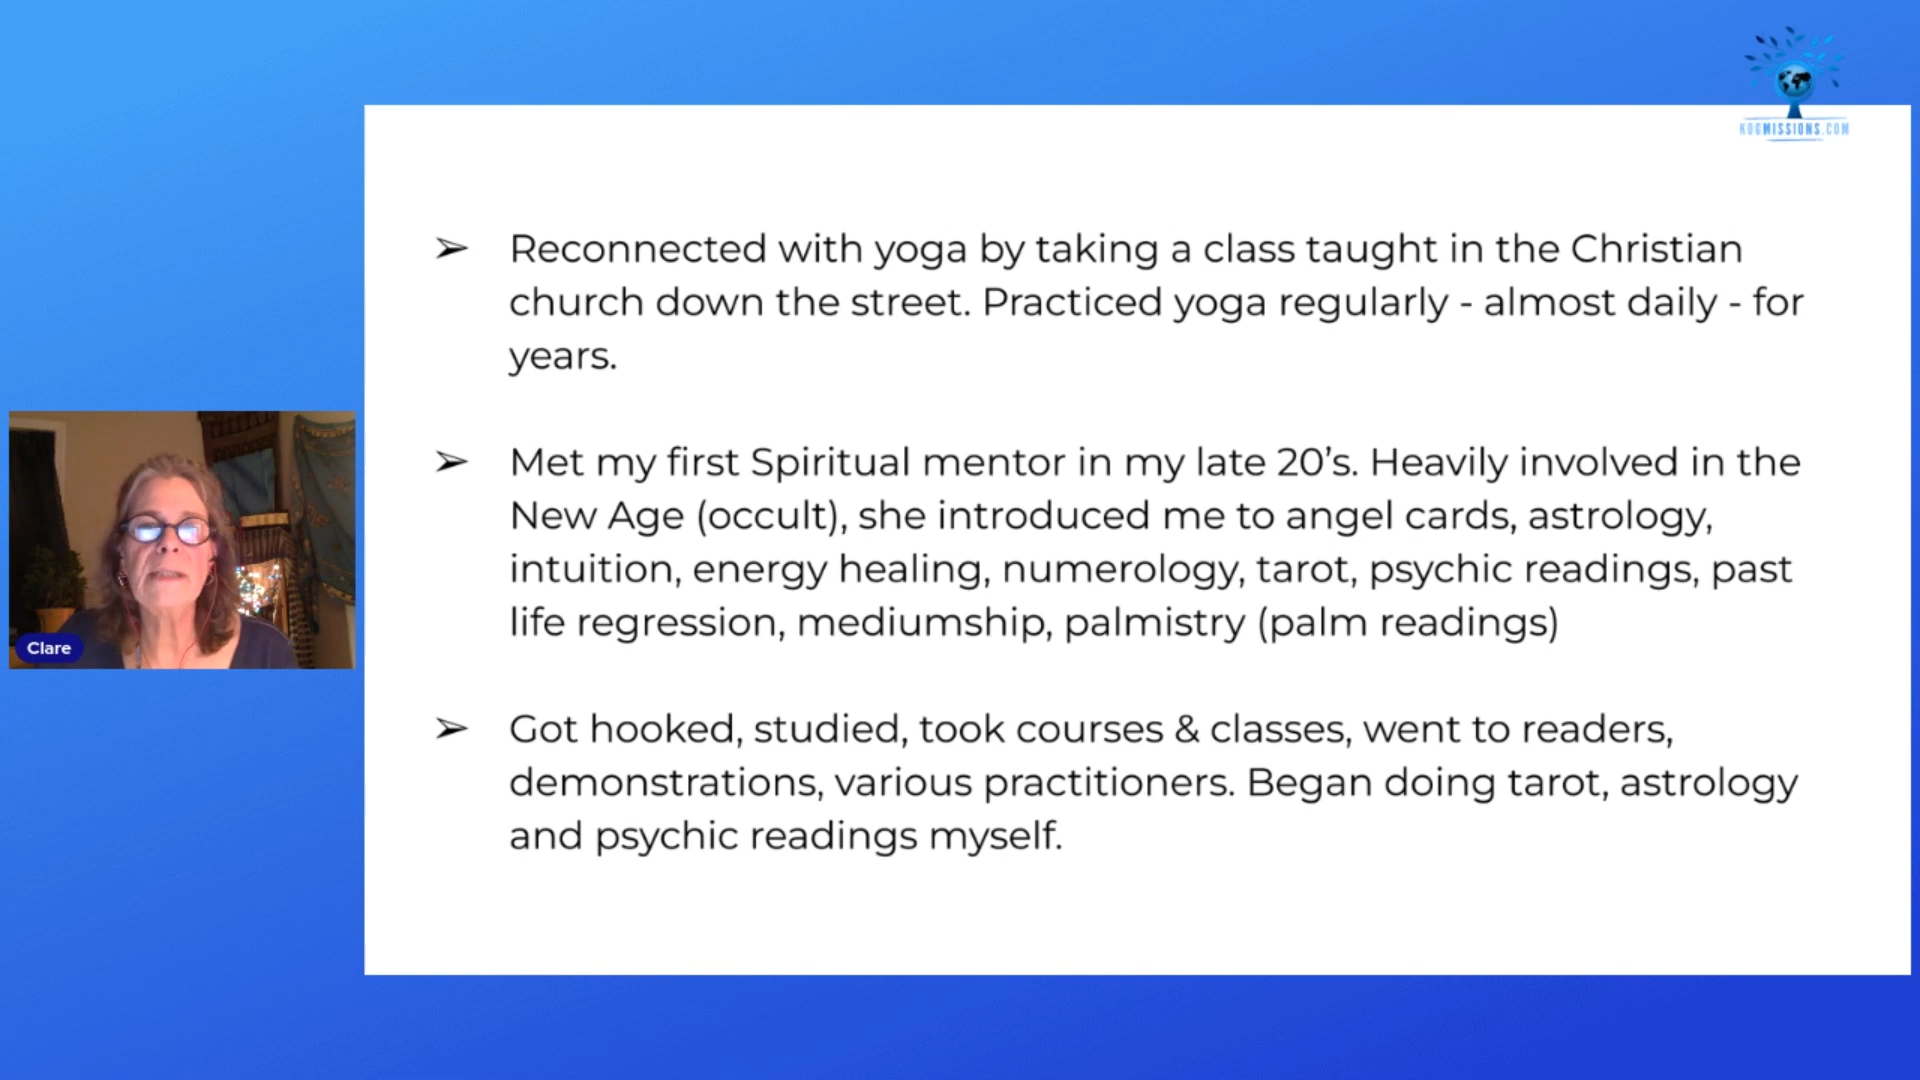 KOGMISSIONS.COM
➢ Reconnected with yoga by taking a class taught in the Christian
church down the street. Practiced yoga regularly - almost daily - for
years.
➢ Met my first Spiritual mentor in my late 20’s. Heavily involved in the
New Age (occult), she introduced me to angel cards, astrology,
intuition, energy healing, numerology, tarot, psychic readings, past
life regression, mediumship, palmistry (palm readings)
➢ Got hooked, studied, took courses & classes, went to readers,
demonstrations, various practitioners. Began doing tarot, astrology
and psychic readings myself.
Clare